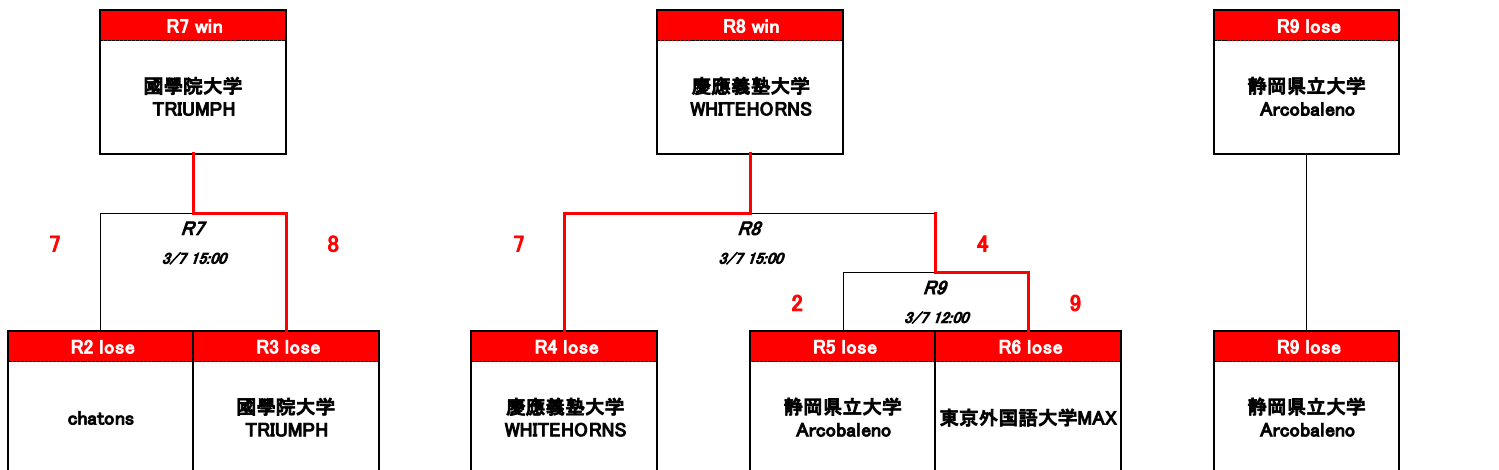 R7 win
國學院大学
TRIUMPH
R8 win
慶應義塾大学
WHITEHORNS
R9 lose
静岡県立大学
Arcobaleno
7
R7
3/7 15:00
8
7
R8
3/7 15:00
4
2
R9
3/7 12:00
9
R2 lose
chatons
R3 lose
國學院大学
TRIUMPH
R4 lose
慶應義塾大学
WHITEHORNS
R5 lose
静岡県立大学
Arcobaleno
R6 lose
東京外国語大学MAX
R9 lose
静岡県立大学
Arcobaleno